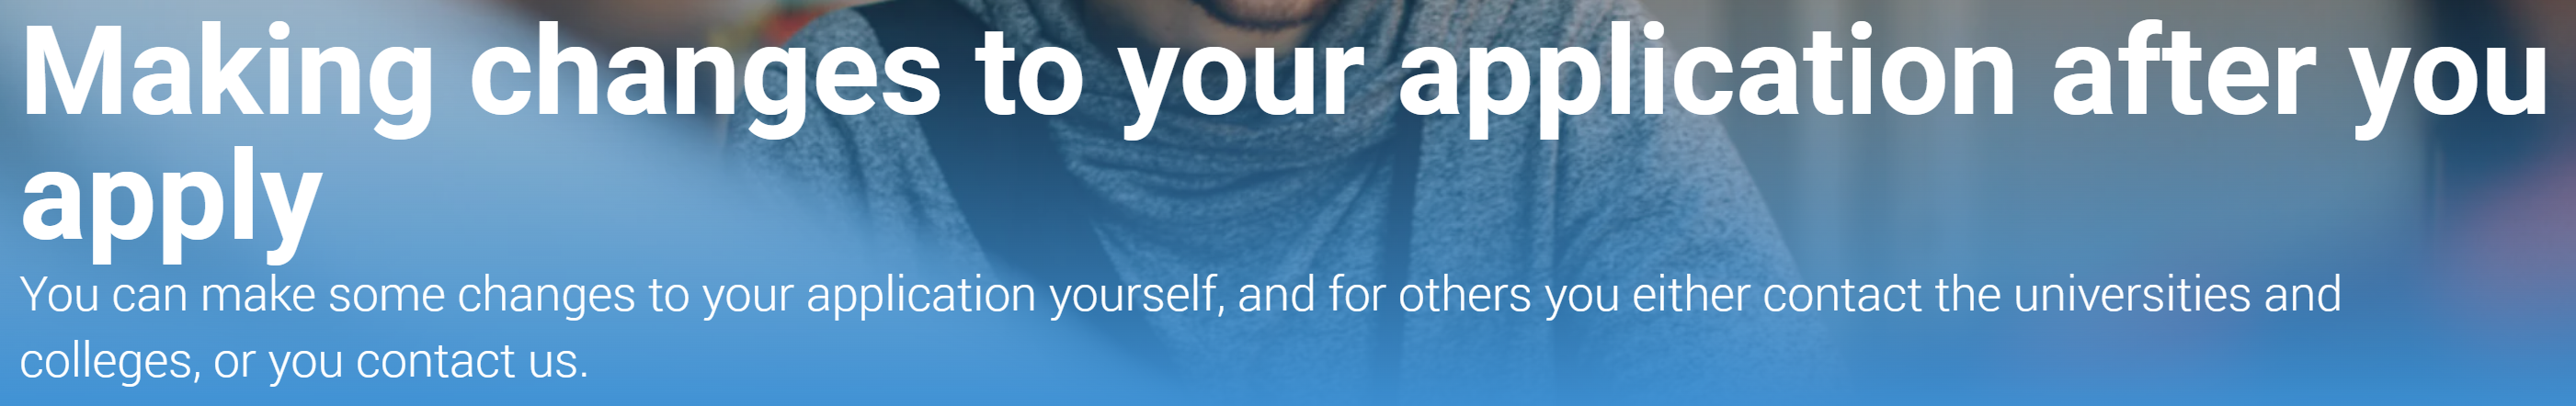 Making changes to your application after you
apply
You can make some changes to your application yourself, and for others you either contact the universities and
colleges, or you contact us.